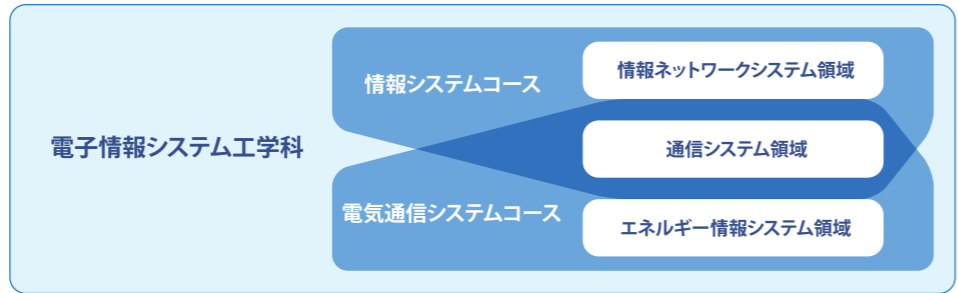 電子情報システム工学科
情報システムコース
電気通信システムコース
情報ネットワークシステム領域
通信システム領域
エネルギー情報システム領域